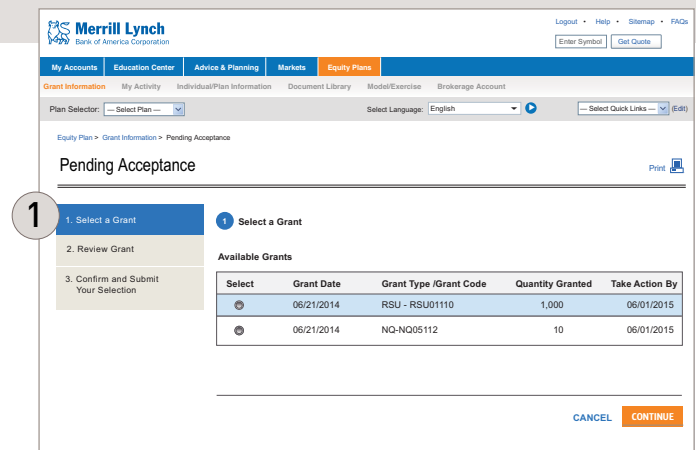 Merrill Lynch
Bank of America Corporation
Logout • Help • Sitemap • FAQs
Enter Symbol Get Quote
My Accounts Education Center Advice & Planning Markets Equity Plans
Grant Information My Activity Individual/Plan Information Document Library Model/Exercise Brokerage Account
Plan Selector: — Select Plan — Select Language: English — Select Quick Links — (Edit)
Equity Plan > Grant Information > Pending Acceptance
Pending Acceptance
Print
1
1. Select a Grant
2. Review Grant
3. Confirm and Submit
Your Selection
1 Select a Grant
Available Grants
Select Grant Date Grant Type /Grant Code Quantity Granted Take Action By
06/21/2014 RSU - RSU01110 1,000 06/01/2015
06/21/2014 NQ-NQ05112 10 06/01/2015
CANCEL CONTINUE